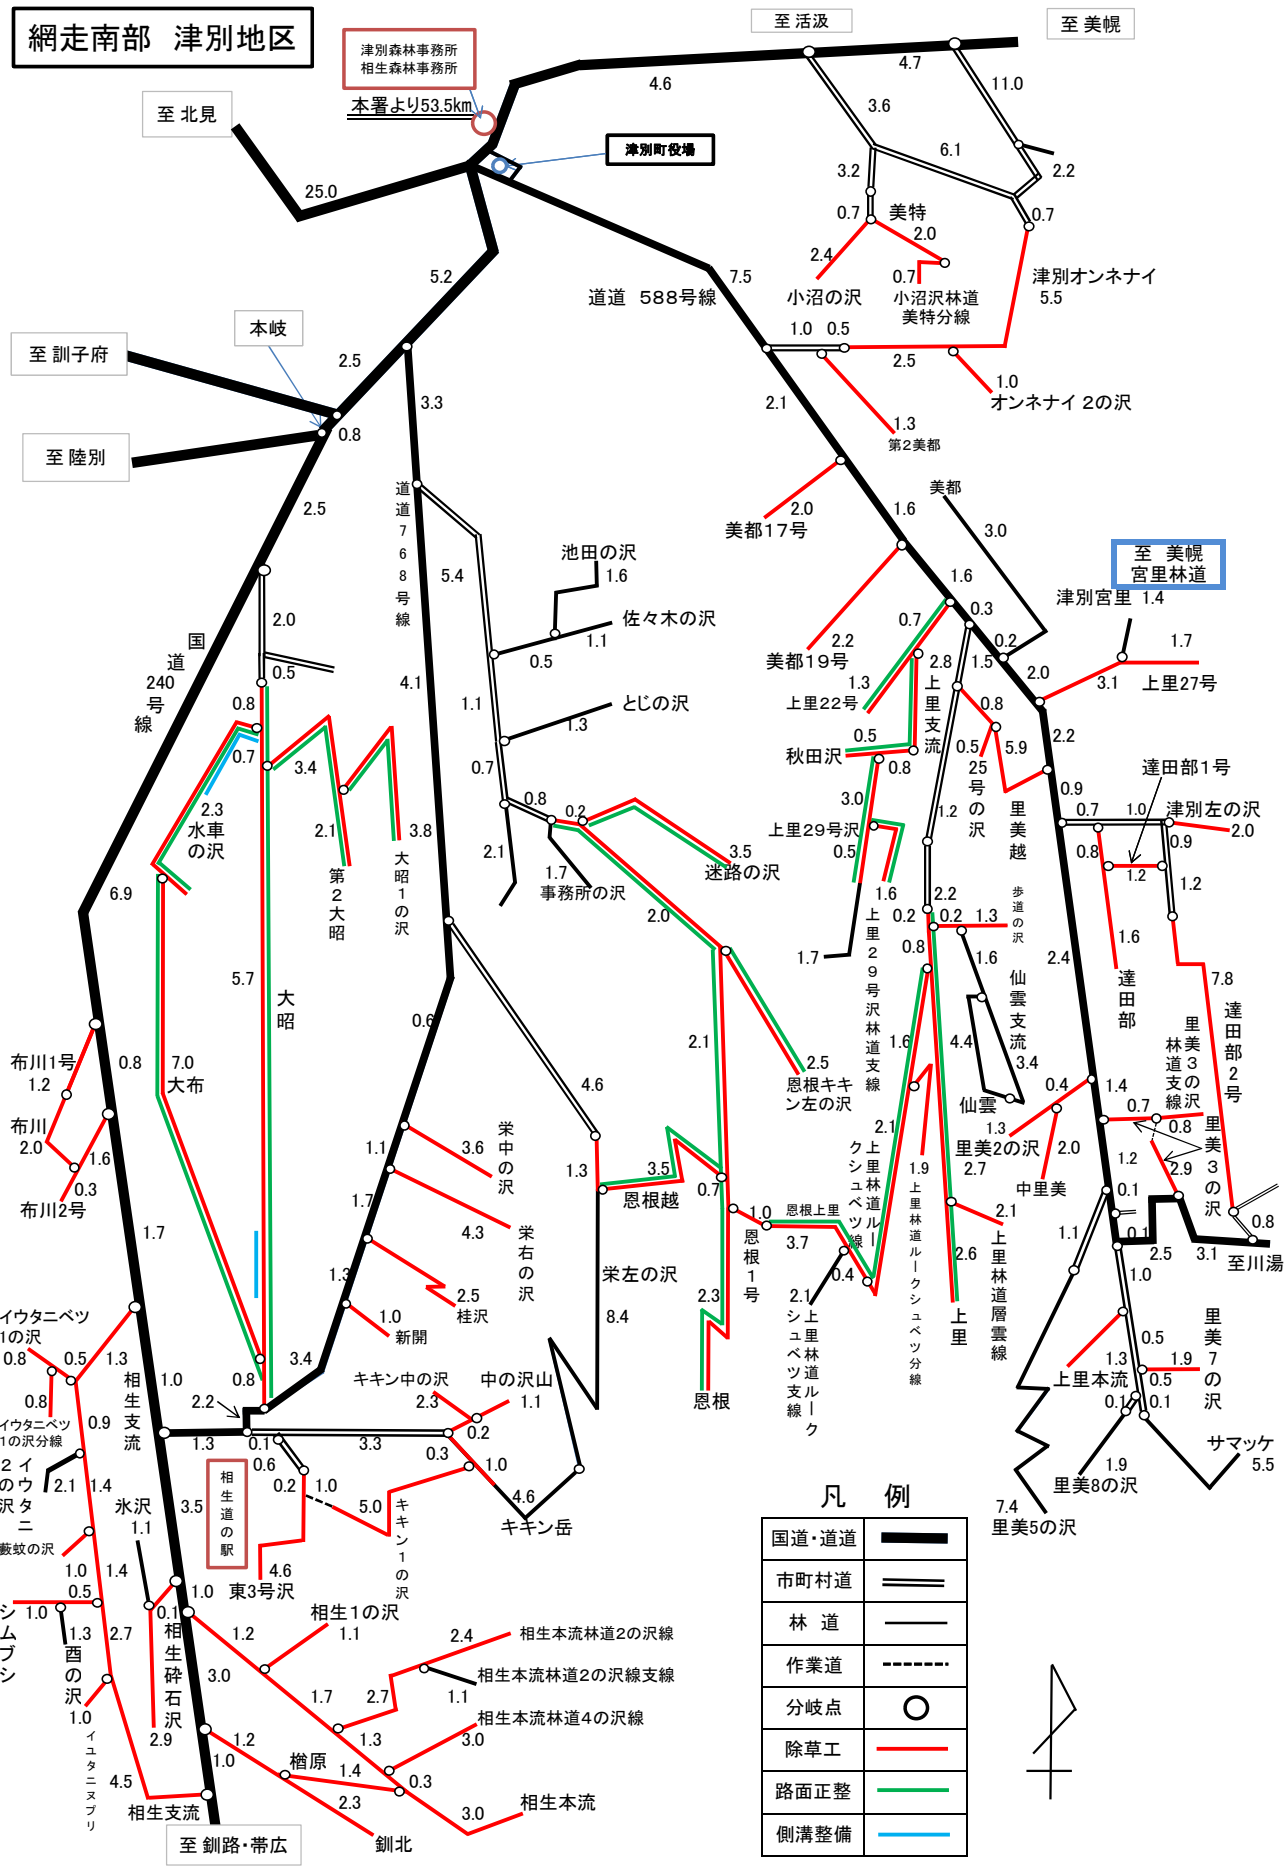 網走南部 津別地区
津別森林事務所
相生森林事務所
本署より53.5km
至 活汲
至 美幌
至 北見
津別町役場
4.6
4.7
11.0
3.6
6.1
2.2
3.2
0.7
美特
0.7
25.0
2.4
2.0
0.7
小沼の沢
小沼沢林道
美特分線
津別オンネナイ
5.5
5.2
7.5
道道 588号線
本岐
至 訓子府
至 陸別
2.5
0.8
3.3
1.0
0.5
2.5
1.0
オンネナイ 2の沢
2.1
1.3
第2美都
2.5
道道768号線
2.0
美都17号
1.6
美都
3.0
至 美幌
宮里林道
池田の沢
1.6
5.4
佐々木の沢
1.1
0.5
1.6
0.3
0.7
津別宮里 1.4
2.2
美都19号
0.2
1.5
2.0
1.7
3.1
上里27号
国道240号線
2.0
0.5
4.1
1.1
とじの沢
1.3
1.3
上里22号
2.8
上里支流
0.8
0.5
5.9
25号の沢
里美越
2.2
0.9
0.8
0.7
3.4
0.7
2.3
水車の沢
2.1
第2大昭
3.8
大昭1の沢
0.8
0.2
2.1
1.7
事務所の沢
3.5
迷路の沢
2.0
0.5
秋田沢
0.8
3.0
上里29号沢
0.5
1.6
上里29号沢林道支線
1.7
1.2
2.2
0.2
0.2
1.3
歩道の沢
0.8
達田部1号
0.7
1.0
津別左の沢
2.0
0.8
0.9
1.2
1.2
1.6
達田部
7.8
達田部2号
2.4
1.6
仙雲支流
4.4
3.4
仙雲
6.9
5.7
大昭
0.6
4.6
2.1
2.5
恩根キキン左の沢
1.6
布川1号
1.2
0.8
7.0
大布
布川
2.0
1.6
0.3
布川2号
1.7
1.1
3.6
栄中の沢
1.7
4.3
栄右の沢
1.3
3.5
恩根越
0.7
2.1
上里林道ルークシュベツ線
1.9
上里林道ルークシュベツ分線
2.7
0.4
1.3
里美2の沢
2.0
中里美
1.4
0.7
里美3の沢林道支線
0.8
里美3の沢
1.2
2.9
0.1
0.1
1.1
0.8
2.5
3.1
至川湯
1.3
2.5
桂沢
1.0
新開
栄左の沢
8.4
1.0
恩根1号
恩根上里
3.7
0.4
2.1
上里林道ルークシュベツ支線
2.3
恩根
2.6
2.1
上里林道層雲線
上里
1.0
0.5
1.3
上里本流
1.9
里美7の沢
0.5
0.1
0.1
1.9
里美8の沢
サマッケ
5.5
7.4
里美5の沢
イウタニベツ
1の沢
0.8
0.5
1.3
0.8
イウタニベツ
1の沢分線
相生支流
0.9
1.0
2.2
0.8
3.4
1.3
0.1
3.3
0.6
キキン中の沢
2.3
中の沢山
1.1
0.2
0.3
1.0
4.6
キキン岳
0.2
1.0
5.0
キキン1の沢
4.6
東3号沢
相生道の駅
2.1
1.4
氷沢
1.1
3.5
藪蚊の沢
1.0
1.4
0.5
1.0
1.3
酉の沢
2.7
1.0
イユタニヌプリ
4.5
相生支流
0.1
1.0
相生砕石沢
2.9
3.0
1.2
相生1の沢
1.1
1.7
2.7
2.4
相生本流林道2の沢線
相生本流林道2の沢線支線
1.1
1.3
相生本流林道4の沢線
3.0
1.2
1.0
楢原
1.4
0.3
2.3
釧北
3.0
相生本流
至 釧路・帯広
凡 例
国道・道道
市町村道
林 道
作業道
分岐点
除草工
路面正整
側溝整備